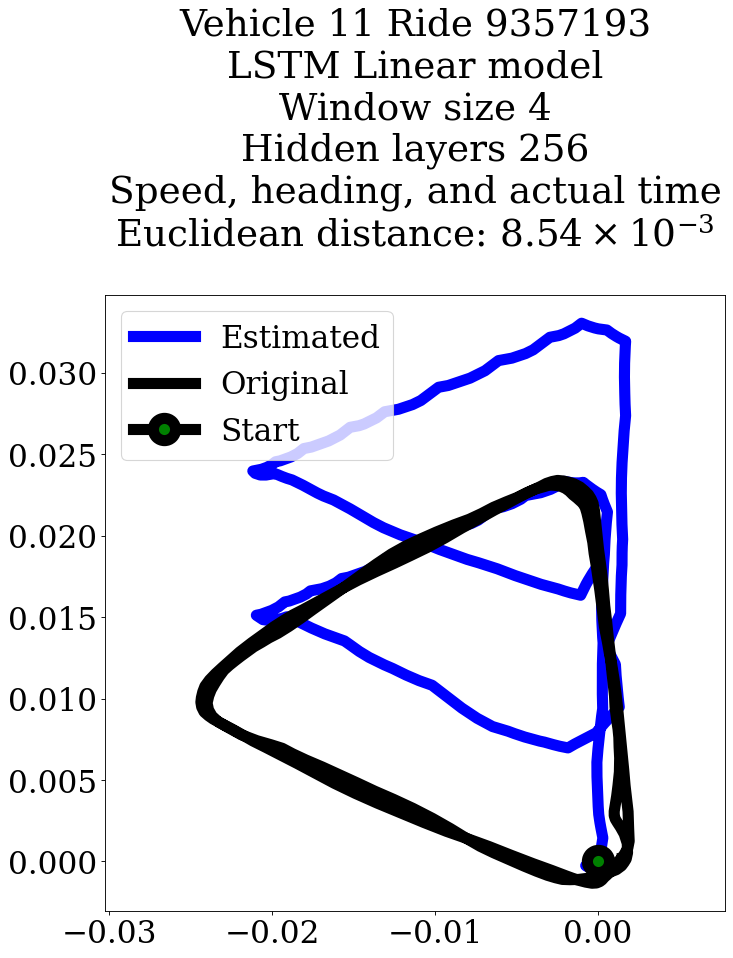 Vehicle 11 Ride 9357193
LSTM Linear model
Window size 4
Hidden layers 256
Speed, heading, and actual time
Euclidean distance: 8.54 × 10⁻³
Estimated
Original
Start
0.030
0.025
0.020
0.015
0.010
0.005
0.000
−0.03
−0.02
−0.01
0.00